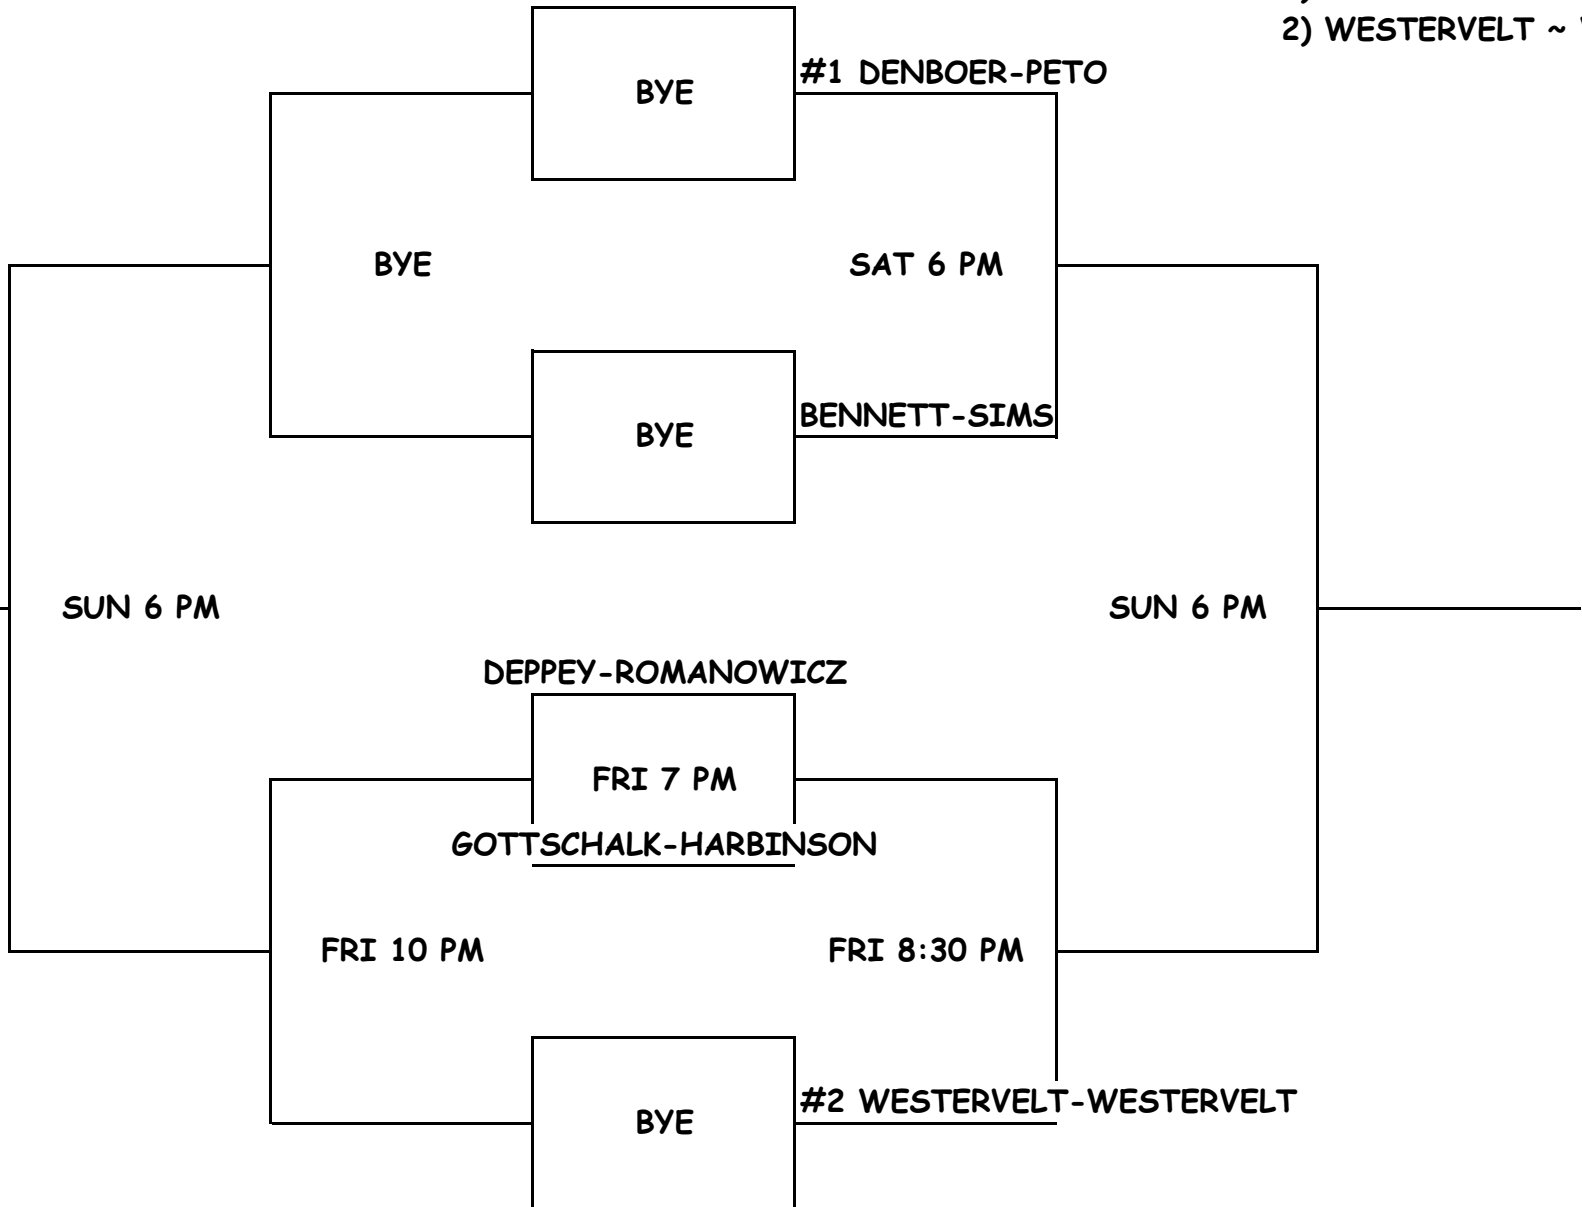 2) WESTERVELT ~
#1 DENBOER-PETO
BYE
BYE
SAT 6 PM
BENNETT-SIMS
BYE
SUN 6 PM
SUN 6 PM
DEPPEY-ROMANOWICZ
FRI 7 PM
GOTTSCHALK-HARBINSON
FRI 10 PM
FRI 8:30 PM
#2 WESTERVELT-WESTERVELT
BYE